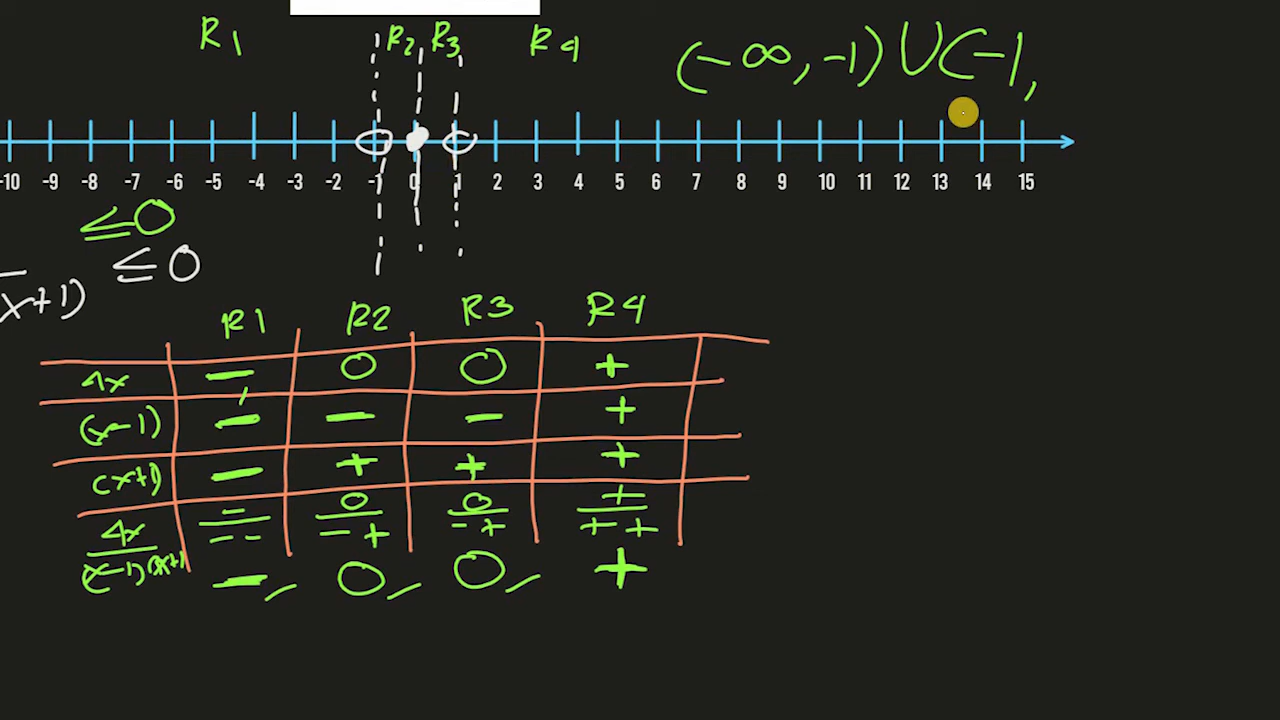 R1 R2 R3 R4 (-∞, -1) ∪ (-1,
-10 -9 -8 -7 -6 -5 -4 -3 -2 -1 0 1 2 3 4 5 6 7 8 9 10 11 12 13 14 15
≤0
x+1) ≤0
R1 R2 R3 R4
4x - 0 0 +
(x-1) - - - +
(x+1) - + + +
4x - 0 0 +
(x-1)(x+1) - - - + - + + +
- , 0 , 0 , +